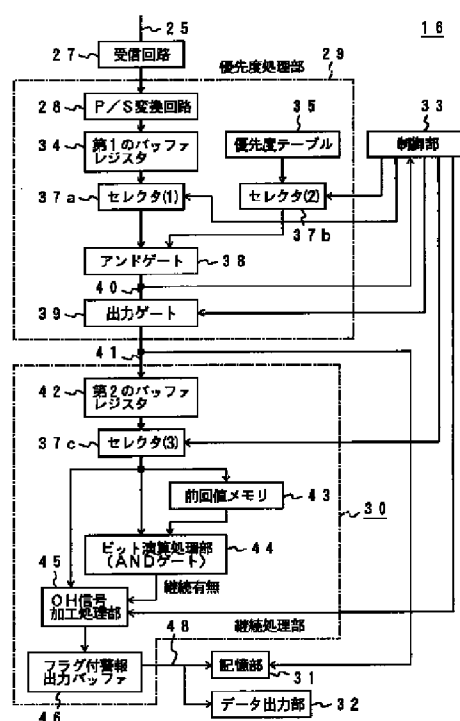 25
16
27
受信回路
優先度処理部
29
28
P/S変換回路
35
33
34
第1のバッファ
レジスタ
優先度テーブル
制御部
37a
セレクタ(1)
セレクタ(2)
37b
アンドゲート
38
40
39
出力ゲート
41
42
第2のバッファ
レジスタ
37c
セレクタ(3)
前回値メモリ
43
30
45
ビット演算処理部
(ANDゲート)
44
継続有無
OH信号
加工処理部
48
継続処理部
フラグ付警報
出力バッファ
記憶部
31
46
データ出力部
32